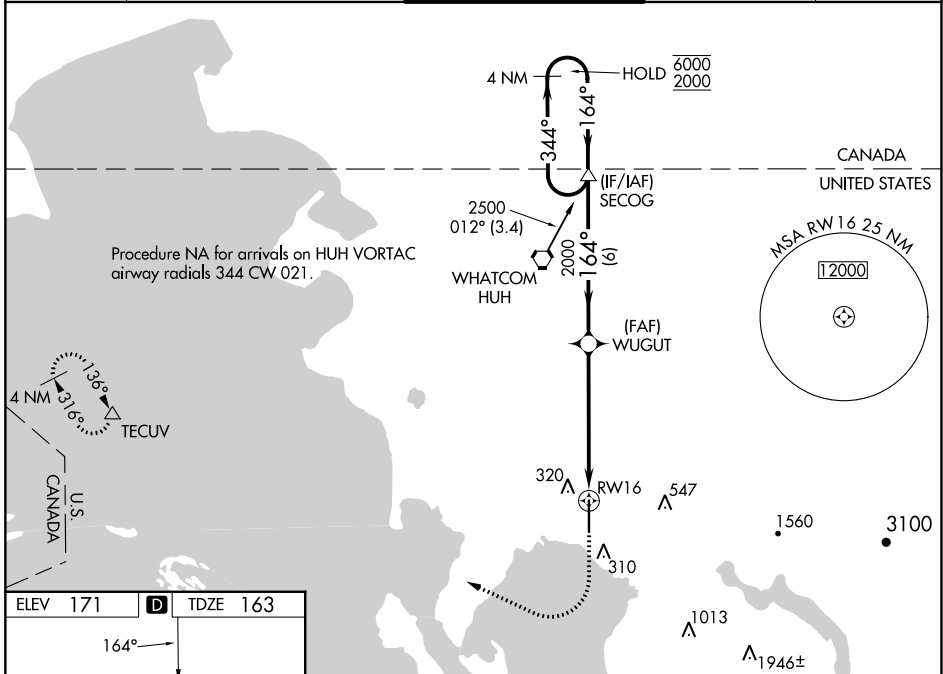 4 NM
HOLD
6000
2000
344°
164°
CANADA
UNITED STATES
(IF/IAF)
SECOG
2500
012° (3.4)
2000
164°
(6)
WHATCOM
HUH
Procedure NA for arrivals on HUH VORTAC
airway radials 344 CW 021.
MSA RW 16 25 NM
12000
(FAF)
WUGUT
4 NM
136°
316°
TECUV
U.S.
CANADA
320
RW16
547
1560
3100
310
1013
1946±
ELEV 171
D
TDZE 163
164°